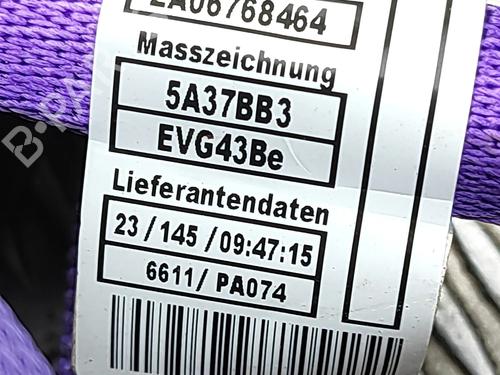 2A06768464
Masszeichnung
5A37BB3
EVG43Be
Lieferantendaten
23 / 145 / 09:47:15
6611/ PA074